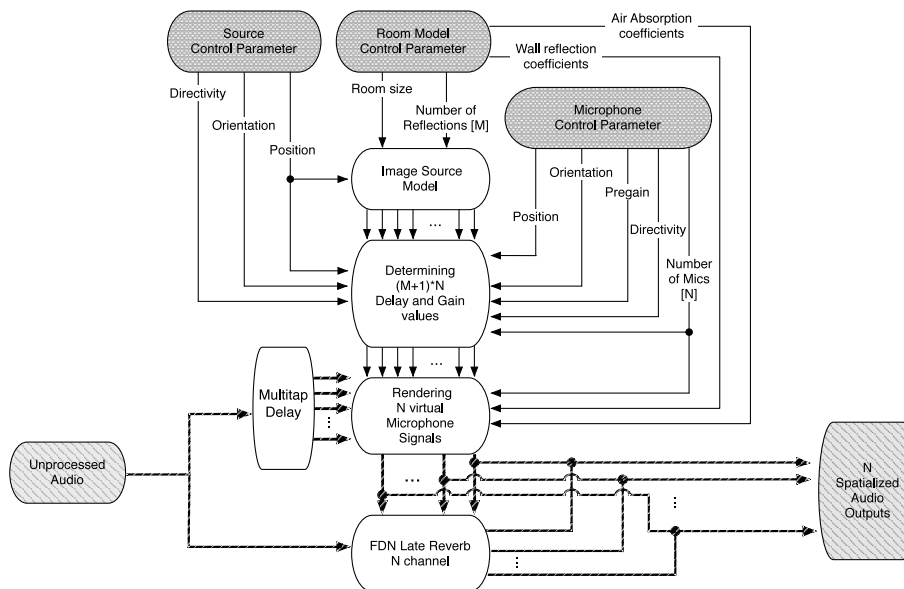 Source
Control Parameter
Room Model
Control Parameter
Air Absorption
coefficients
Wall reflection
coefficients
Directivity
Orientation
Position
Room size
Number of
Reflections [M]
Microphone
Control Parameter
Image Source
Model
Position
Orientation
Pregain
Directivity
Number
of Mics
[N]
...
Determining
(M+1)*N
Delay and Gain
values
...
Multitap
Delay
...
Rendering
N virtual
Microphone
Signals
Unprocessed
Audio
...
...
N
Spatialized
Audio
Outputs
FDN Late Reverb
N channel
...